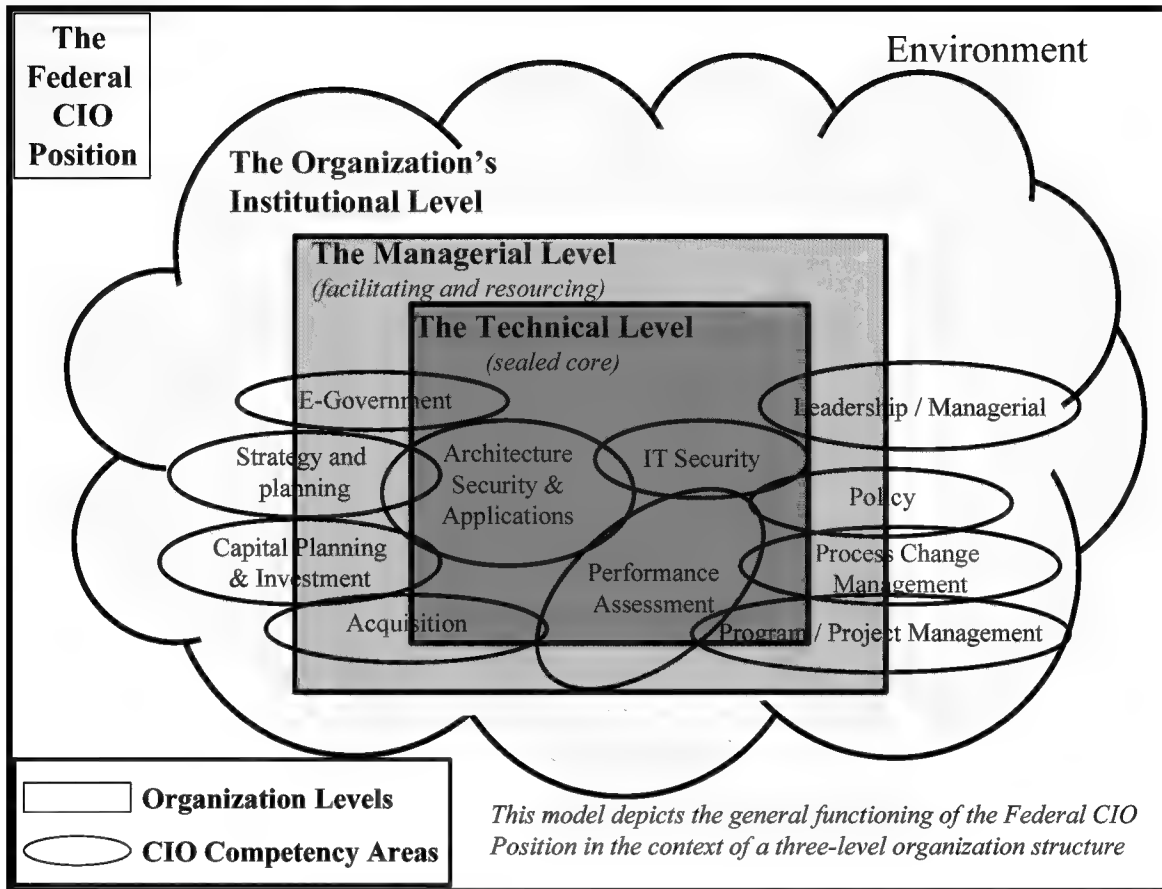 The
Federal
CIO
Position
Environment
The Organization's
Institutional Level
The Managerial Level
(facilitating and resourcing)
The Technical Level
(sealed core)
E-Government
Strategy and
planning
Capital Planning
& Investment
Acquisition
Architecture
Security &
Applications
IT Security
Performance
Assessment
Leadership / Managerial
Policy
Process Change
Management
Program / Project Management
Organization Levels
CIO Competency Areas
This model depicts the general functioning of the Federal CIO
Position in the context of a three-level organization structure